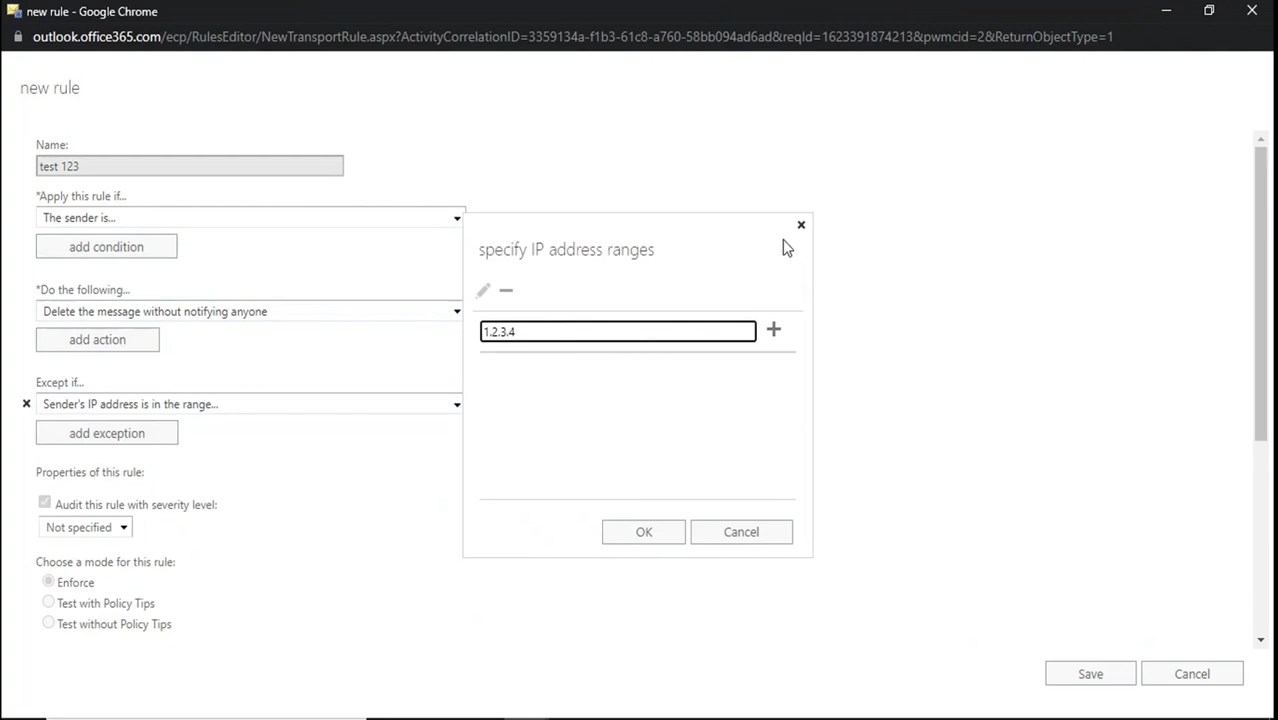 new rule - Google Chrome
outlook.office365.com/ecp/RulesEditor/NewTransportRule.aspx?ActivityCorrelationID=3359134a-f1b3-61c8-a760-58bb094ad6ad&reqId=1623391874213&pwmcid=2&ReturnObjectType=1
new rule
Name:
test 123
*Apply this rule if...
The sender is...
add condition
*Do the following...
Delete the message without notifying anyone
add action
Except if...
Sender's IP address is in the range...
add exception
Properties of this rule:
Audit this rule with severity level:
Not specified
Choose a mode for this rule:
Enforce
Test with Policy Tips
Test without Policy Tips
specify IP address ranges
1.2.3.4
OK Cancel
Save Cancel